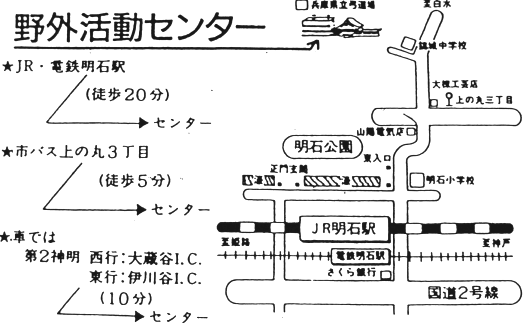 野外活動センター
★JR・電鉄明石駅
(徒歩20分)
センター
★市バス上の丸3丁目
(徒歩5分)
センター
★.車では
第2神明 西行:大蔵谷I.C.
東行:伊川谷I.C.
(10分)
センター
兵庫県立弓道場
至白水
錦城中学校
大槻工芸店
上の丸三丁目
山陽電気店
明石公園
東入口
正門支館
明石小学校
JR明石駅
至姫路
至神戸
電鉄明石駅
さくら銀行
国道2号線